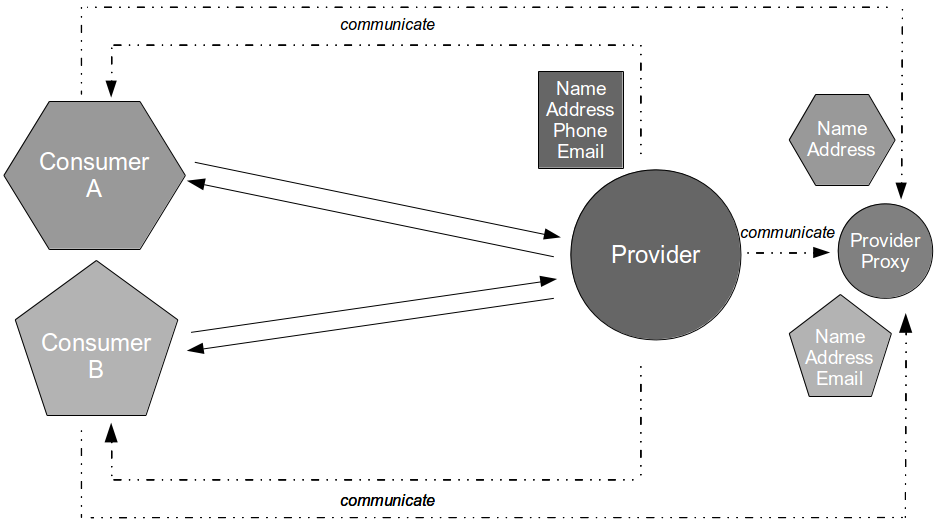 communicate
Name
Address
Phone
Email
Consumer
A
Name
Address
Provider
communicate
Provider
Proxy
Consumer
B
Name
Address
Email
communicate